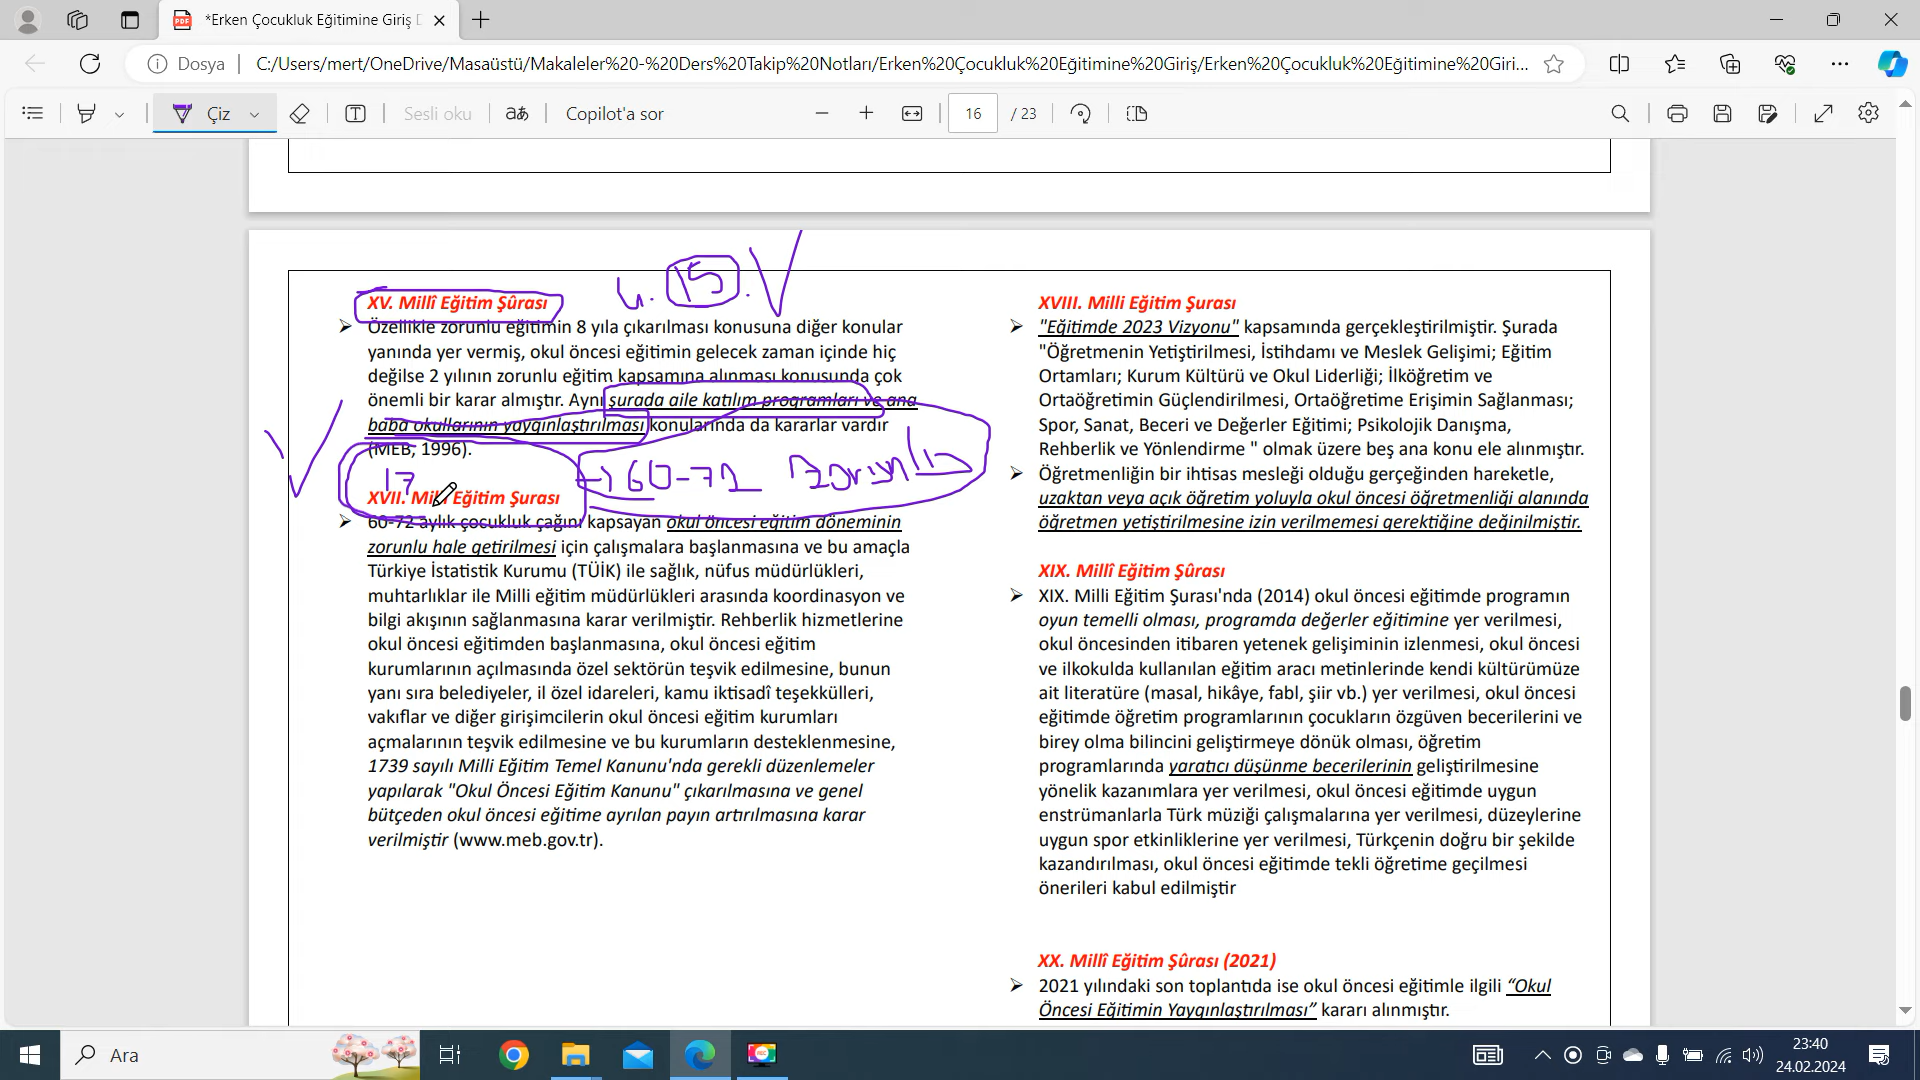 *Erken Çocukluk Eğitimine Giriş D
Dosya
C:/Users/mert/OneDrive/Masaüstü/Makaleler%20-%20Ders%20Takip%20Notları/Erken%20Çocukluk%20Eğitimine%20Giriş/Erken%20Çocukluk%20Eğitimine%20Giri...
Çiz
Sesli oku
aあ
Copilot'a sor
16 / 23
4. 15.
XV. Millî Eğitim Şûrası
➢ Özellikle zorunlu eğitimin 8 yıla çıkarılması konusuna diğer konular
yanında yer vermiş, okul öncesi eğitimin gelecek zaman içinde hiç
değilse 2 yılının zorunlu eğitim kapsamına alınması konusunda çok
önemli bir karar almıştır. Aynı şurada aile katılım programları ve ana
baba okullarının yaygınlaştırılması konularında da kararlar vardır
(MEB; 1996).
17
60-72 zorunlu
XVII. Milli Eğitim Şurası
➢ 60-72 aylık çocukluk çağını kapsayan okul öncesi eğitim döneminin
zorunlu hale getirilmesi için çalışmalara başlanmasına ve bu amaçla
Türkiye İstatistik Kurumu (TÜİK) ile sağlık, nüfus müdürlükleri,
muhtarlıklar ile Milli eğitim müdürlükleri arasında koordinasyon ve
bilgi akışının sağlanmasına karar verilmiştir. Rehberlik hizmetlerine
okul öncesi eğitimden başlanmasına, okul öncesi eğitim
kurumlarının açılmasında özel sektörün teşvik edilmesine, bunun
yanı sıra belediyeler, il özel idareleri, kamu iktisadî teşekkülleri,
vakıflar ve diğer girişimcilerin okul öncesi eğitim kurumları
açmalarının teşvik edilmesine ve bu kurumların desteklenmesine,
1739 sayılı Milli Eğitim Temel Kanunu'nda gerekli düzenlemeler
yapılarak "Okul Öncesi Eğitim Kanunu" çıkarılmasına ve genel
bütçeden okul öncesi eğitime ayrılan payın artırılmasına karar
verilmiştir (www.meb.gov.tr).
XVIII. Milli Eğitim Şurası
➢ "Eğitimde 2023 Vizyonu" kapsamında gerçekleştirilmiştir. Şurada
"Öğretmenin Yetiştirilmesi, İstihdamı ve Meslek Gelişimi; Eğitim
Ortamları; Kurum Kültürü ve Okul Liderliği; İlköğretim ve
Ortaöğretimin Güçlendirilmesi, Ortaöğretime Erişimin Sağlanması;
Spor, Sanat, Beceri ve Değerler Eğitimi; Psikolojik Danışma,
Rehberlik ve Yönlendirme " olmak üzere beş ana konu ele alınmıştır.
➢ Öğretmenliğin bir ihtisas mesleği olduğu gerçeğinden hareketle,
uzaktan veya açık öğretim yoluyla okul öncesi öğretmenliği alanında
öğretmen yetiştirilmesine izin verilmemesi gerektiğine değinilmiştir.
XIX. Millî Eğitim Şûrası
➢ XIX. Milli Eğitim Şurası'nda (2014) okul öncesi eğitimde programın
oyun temelli olması, programda değerler eğitimine yer verilmesi,
okul öncesinden itibaren yetenek gelişiminin izlenmesi, okul öncesi
ve ilkokulda kullanılan eğitim aracı metinlerinde kendi kültürümüze
ait literatüre (masal, hikâye, fabl, şiir vb.) yer verilmesi, okul öncesi
eğitimde öğretim programlarının çocukların özgüven becerilerini ve
birey olma bilincini geliştirmeye dönük olması, öğretim
programlarında yaratıcı düşünme becerilerinin geliştirilmesine
yönelik kazanımlara yer verilmesi, okul öncesi eğitimde uygun
enstrümanlarla Türk müziği çalışmalarına yer verilmesi, düzeylerine
uygun spor etkinliklerine yer verilmesi, Türkçenin doğru bir şekilde
kazandırılması, okul öncesi eğitimde tekli öğretime geçilmesi
önerileri kabul edilmiştir
XX. Millî Eğitim Şûrası (2021)
➢ 2021 yılındaki son toplantıda ise okul öncesi eğitimle ilgili “Okul
Öncesi Eğitimin Yaygınlaştırılması” kararı alınmıştır.
Ara
23:40
24.02.2024